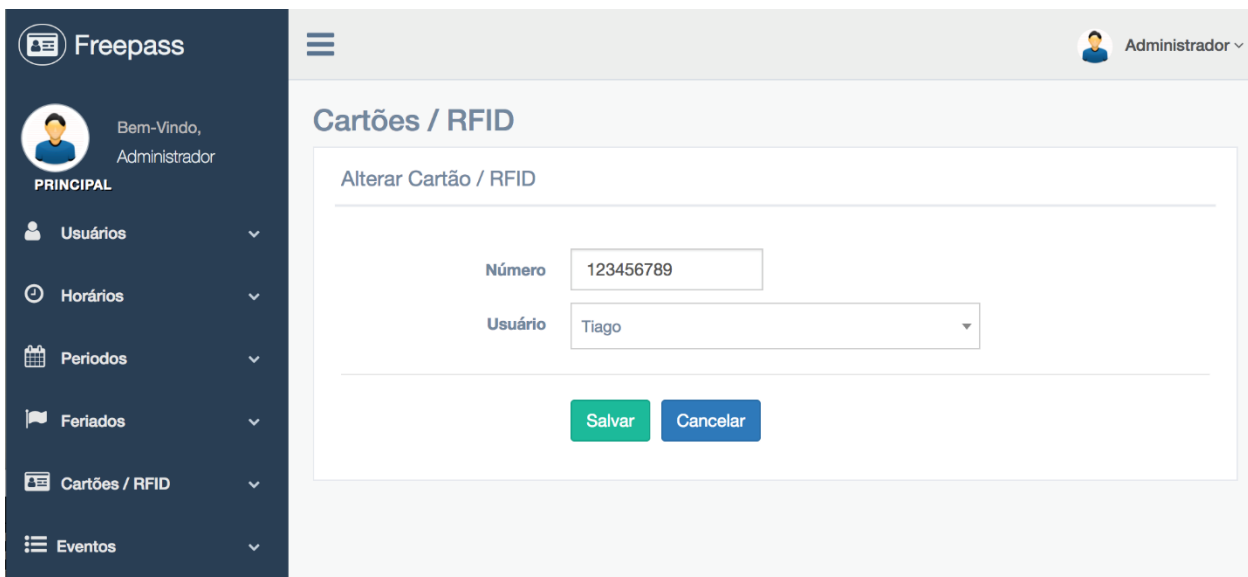 Freepass
Administrador
Bem-Vindo,
Administrador
PRINCIPAL
Usuários
Horários
Periodos
Feriados
Cartões / RFID
Eventos
Cartões / RFID
Alterar Cartão / RFID
Número 123456789
Usuário Tiago
Salvar Cancelar